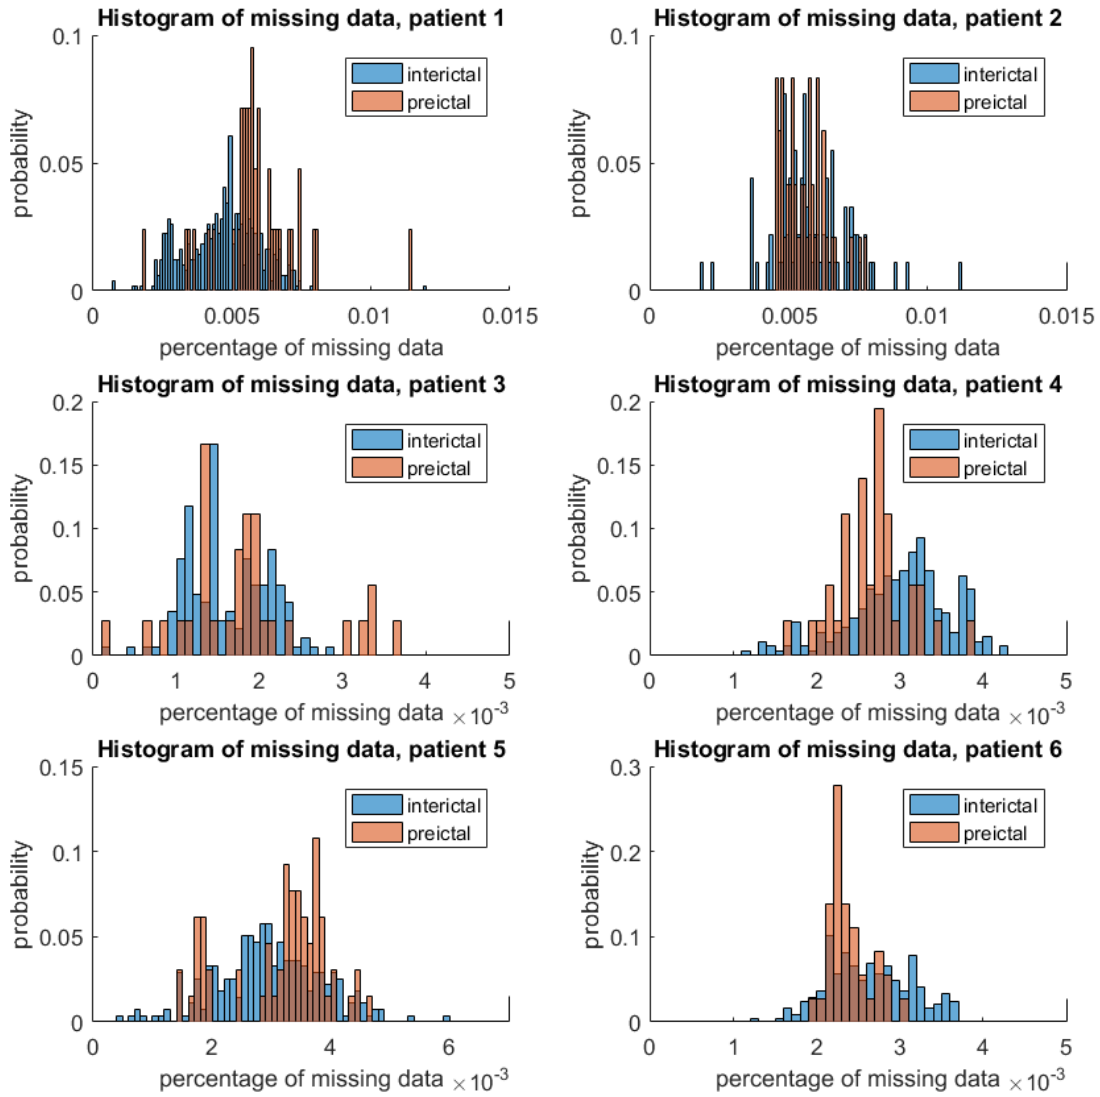 Histogram of missing data, patient 1
0.1
0.05
0
probability
interictal
preictal
0 0.005 0.01 0.015
percentage of missing data
Histogram of missing data, patient 2
0.1
0.05
0
probability
interictal
preictal
0 0.005 0.01 0.015
percentage of missing data
Histogram of missing data, patient 3
0.2
0.15
0.1
0.05
0
probability
interictal
preictal
0 1 2 3 4 5
percentage of missing data ×10⁻³
Histogram of missing data, patient 4
0.2
0.15
0.1
0.05
0
probability
interictal
preictal
0 1 2 3 4 5
percentage of missing data ×10⁻³
Histogram of missing data, patient 5
0.15
0.1
0.05
0
probability
interictal
preictal
0 2 4 6
percentage of missing data ×10⁻³
Histogram of missing data, patient 6
0.3
0.2
0.1
0
probability
interictal
preictal
0 1 2 3 4 5
percentage of missing data ×10⁻³